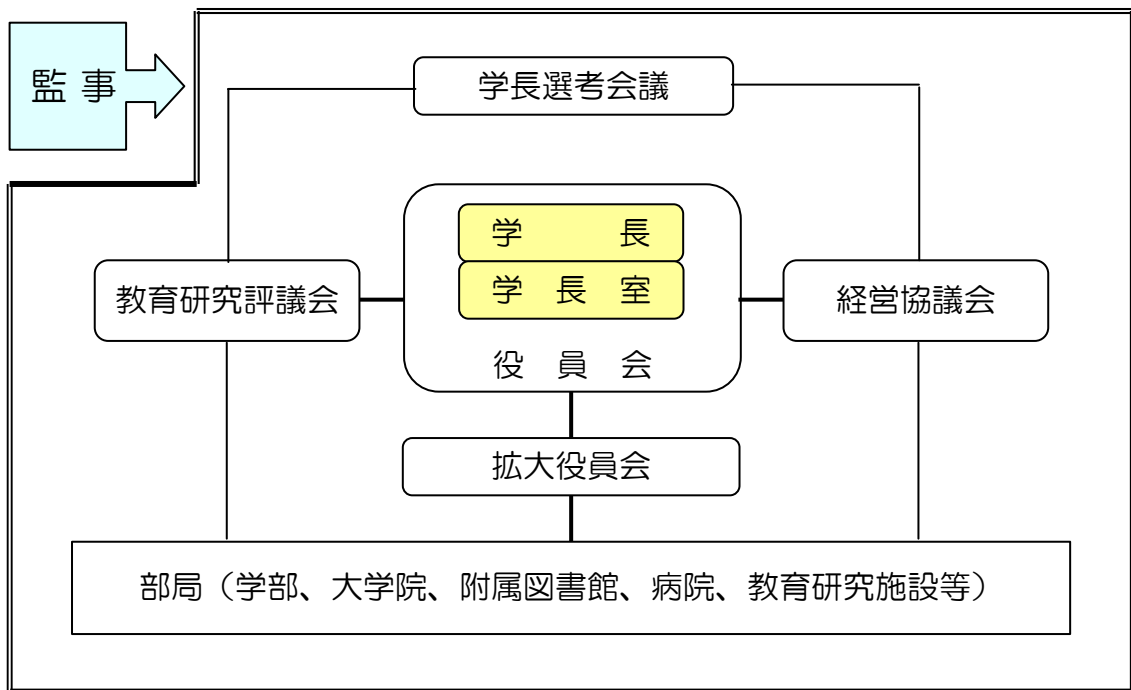 監 事
学長選考会議
学 長
学 長 室
教育研究評議会
経営協議会
役 員 会
拡大役員会
部局（学部、大学院、附属図書館、病院、教育研究施設等）